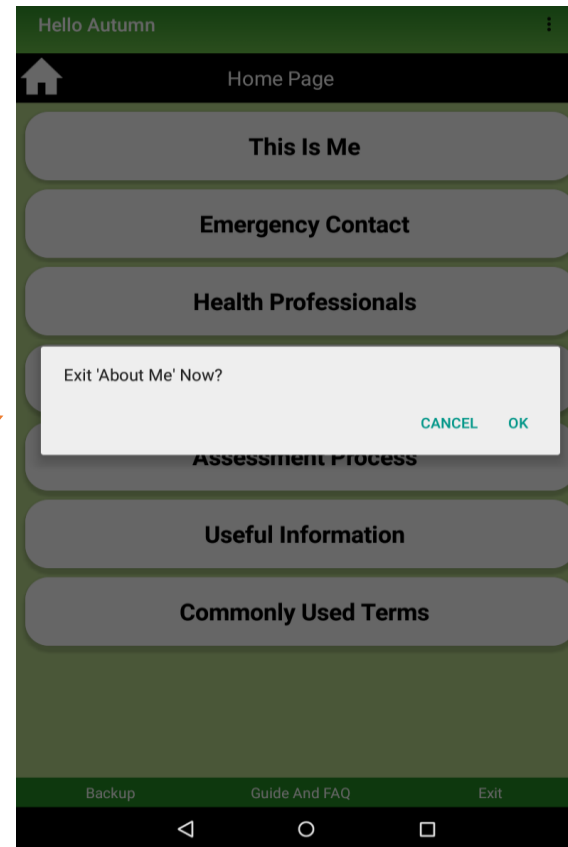 Hello Autumn
Home Page
This Is Me
Emergency Contact
Health Professionals
Exit 'About Me' Now?
CANCEL OK
Assessment Process
Useful Information
Commonly Used Terms
Backup Guide And FAQ Exit